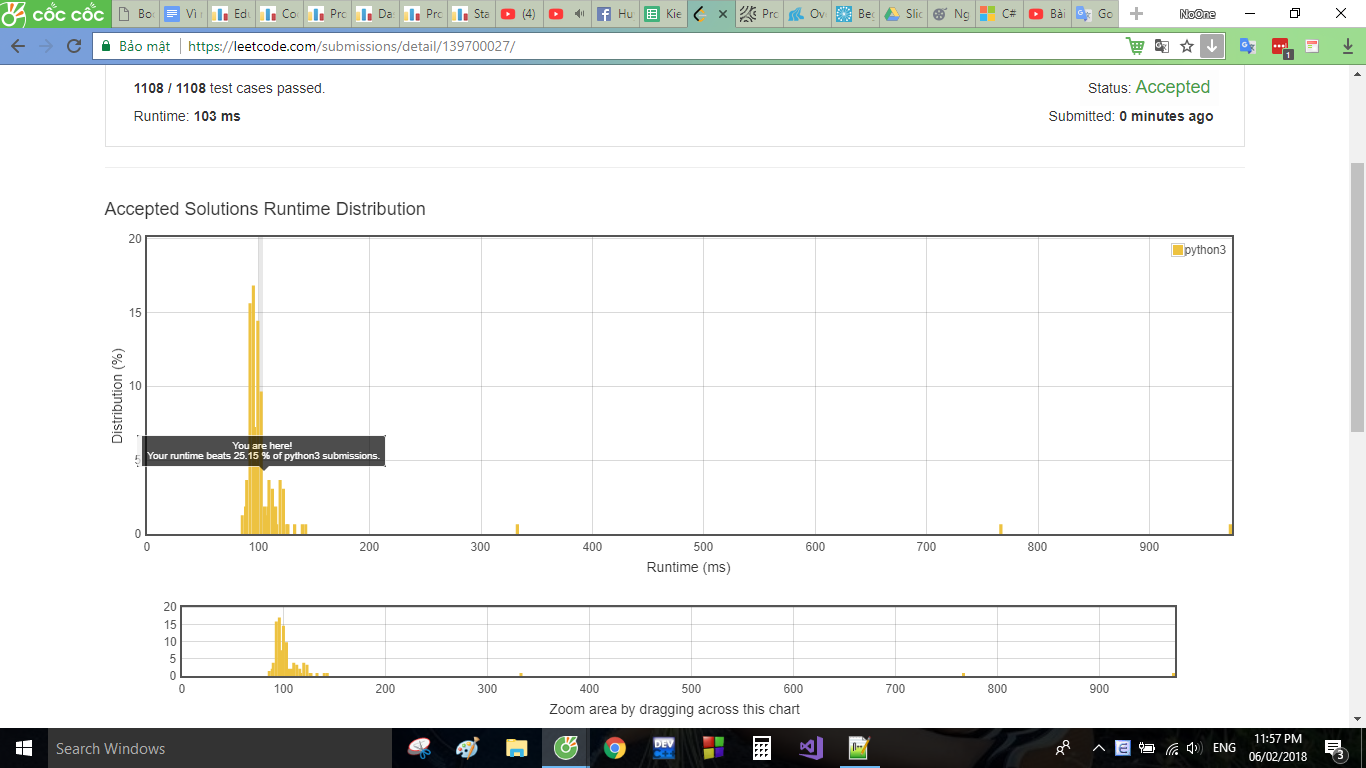 cốc cốc
Bo
Vi
Edu
Co
Pro
Da
Pro
Sta
(4)
Hu
Kie
Pro
Ov
Be
Slic
Ng
C#
Bài
Go
NoOne
Bảo mật
https://leetcode.com/submissions/detail/139700027/
1
1108 / 1108 test cases passed.
Status: Accepted
Runtime: 103 ms
Submitted: 0 minutes ago
Accepted Solutions Runtime Distribution
python3
20
15
10
5
0
Distribution (%)
You are here!
Your runtime beats 25.15 % of python3 submissions.
0 100 200 300 400 500 600 700 800 900
Runtime (ms)
20
15
10
5
0
0 100 200 300 400 500 600 700 800 900
Zoom area by dragging across this chart
Search Windows
DEV
ENG
11:57 PM
06/02/2018
3